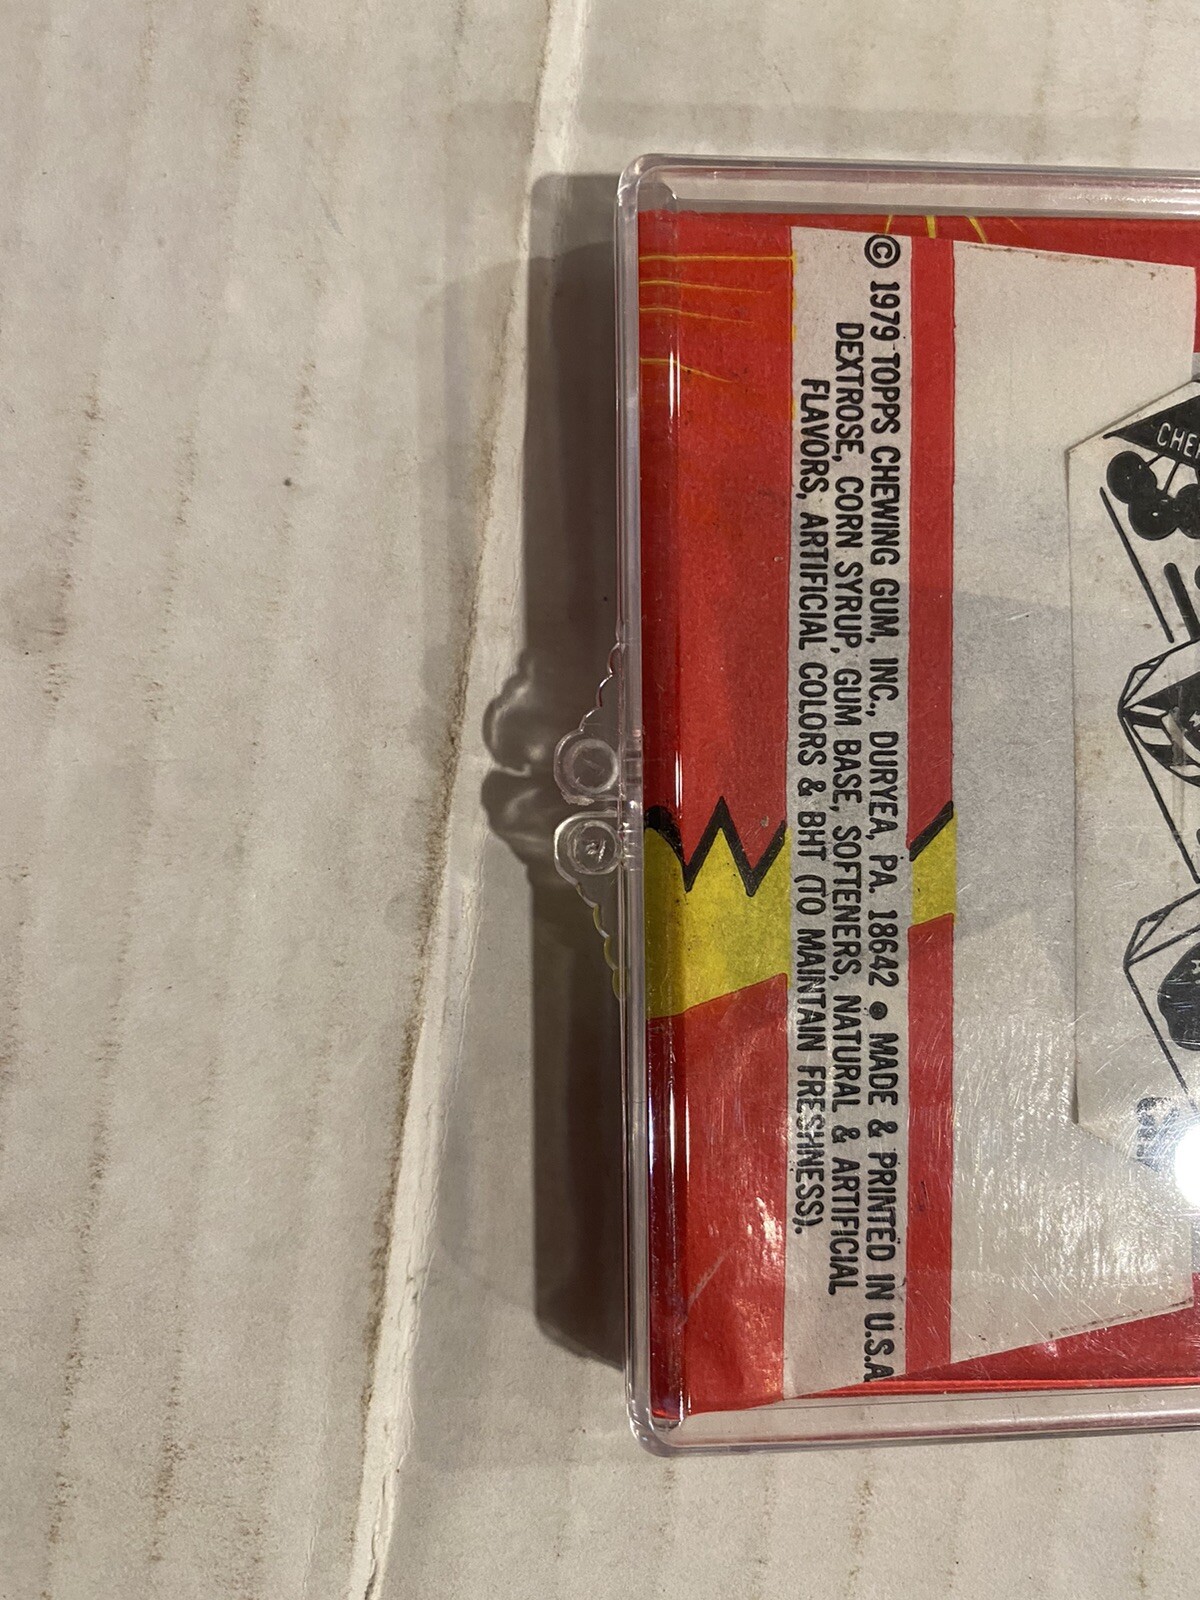 © 1979 TOPPS CHEWING GUM, INC., DURYEA, PA. 18642 • MADE & PRINTED IN U.S.A
DEXTROSE, CORN SYRUP, GUM BASE, SOFTENERS, NATURAL & ARTIFICIAL
FLAVORS, ARTIFICIAL COLORS & BHT (TO MAINTAIN FRESHNESS).